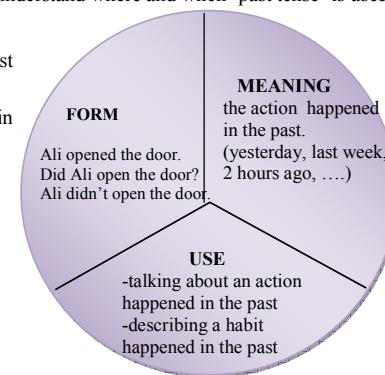 understand where and when "past tense" is used
st
in
FORM
Ali opened the door.
Did Ali open the door?
Ali didn't open the door.
MEANING
the action happened
in the past.
(yesterday, last week,
2 hours ago, ….)
USE
-talking about an action
happened in the past
-describing a habit
happened in the past